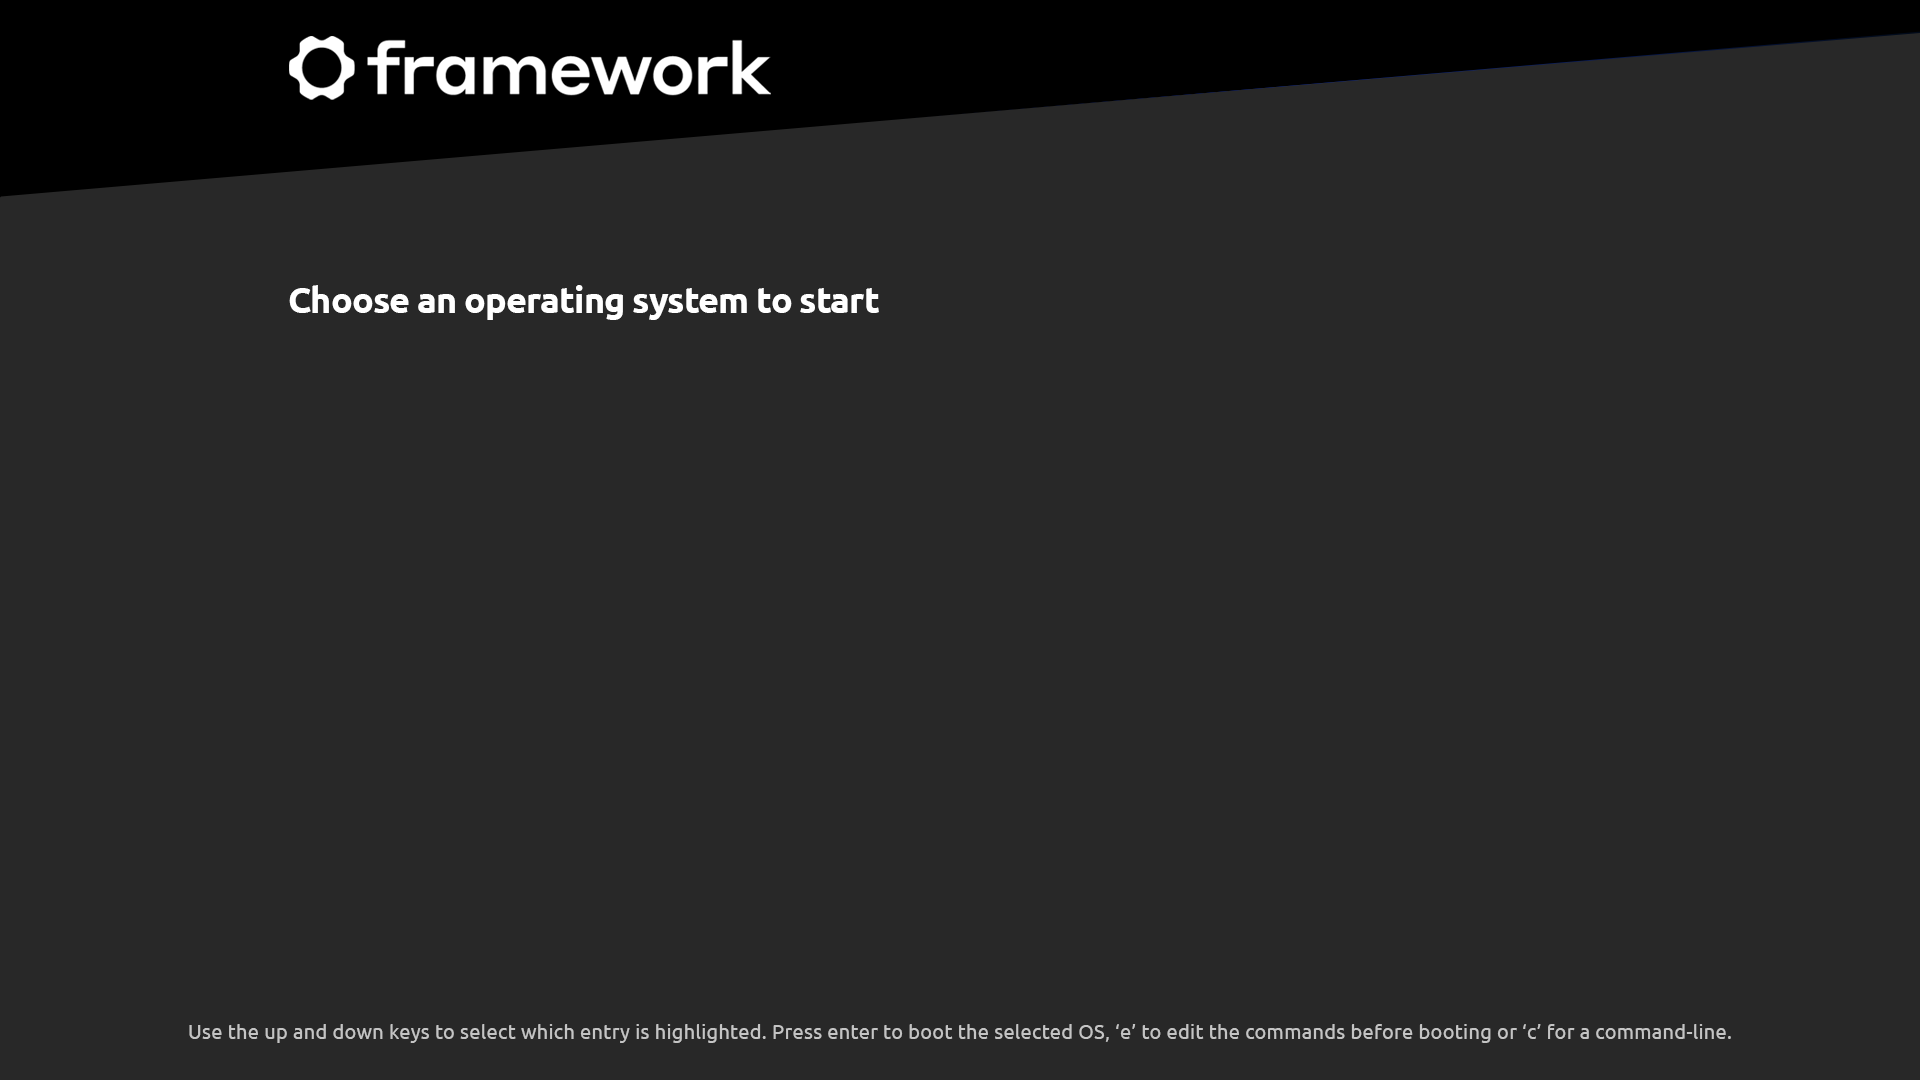 framework
Choose an operating system to start
Use the up and down keys to select which entry is highlighted. Press enter to boot the selected OS, ‘e’ to edit the commands before booting or ‘c’ for a command-line.